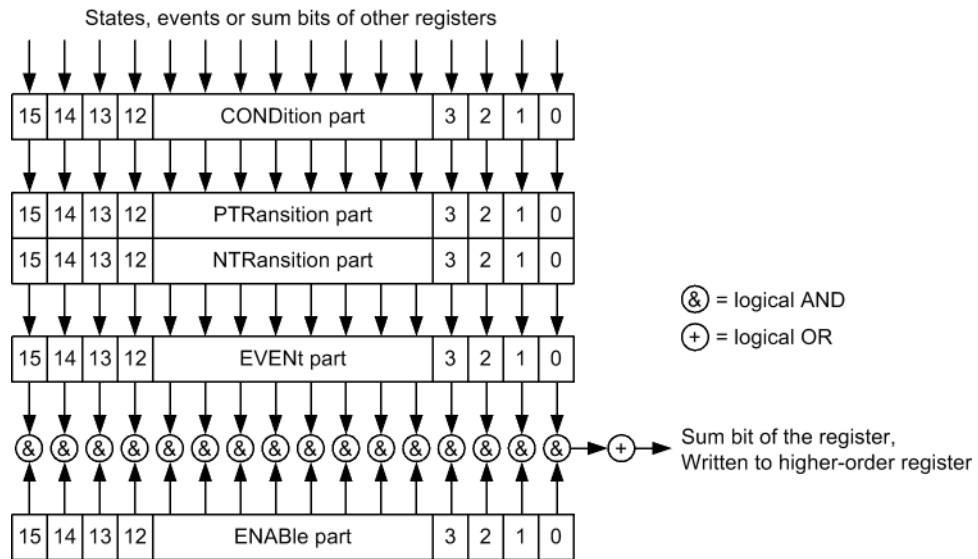 States, events or sum bits of other registers
15 14 13 12 CONDition part 3 2 1 0
15 14 13 12 PTRansition part 3 2 1 0
15 14 13 12 NTRansition part 3 2 1 0
& = logical AND
+ = logical OR
15 14 13 12 EVENt part 3 2 1 0
& & & & & & & & & & & & & & & & +
Sum bit of the register,
Written to higher-order register
15 14 13 12 ENABle part 3 2 1 0